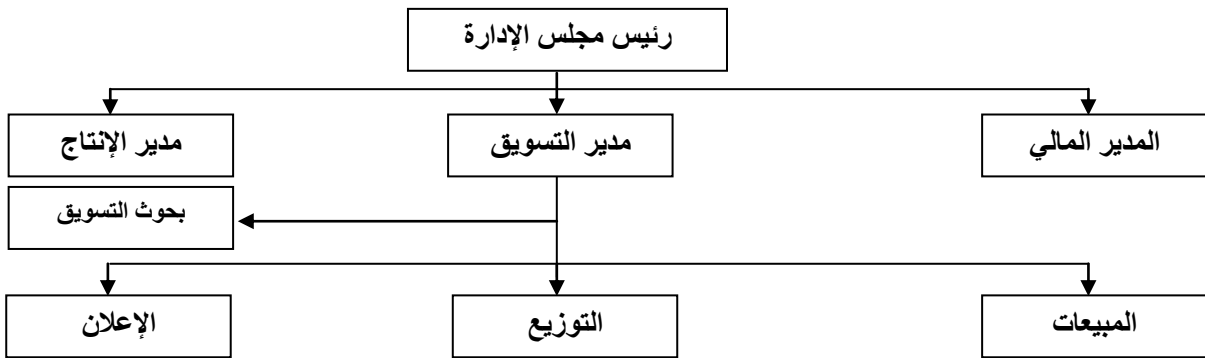 رئيس مجلس الإدارة
المدير المالي
مدير التسويق
مدير الإنتاج
بحوث التسويق
المبيعات
التوزيع
الإعلان